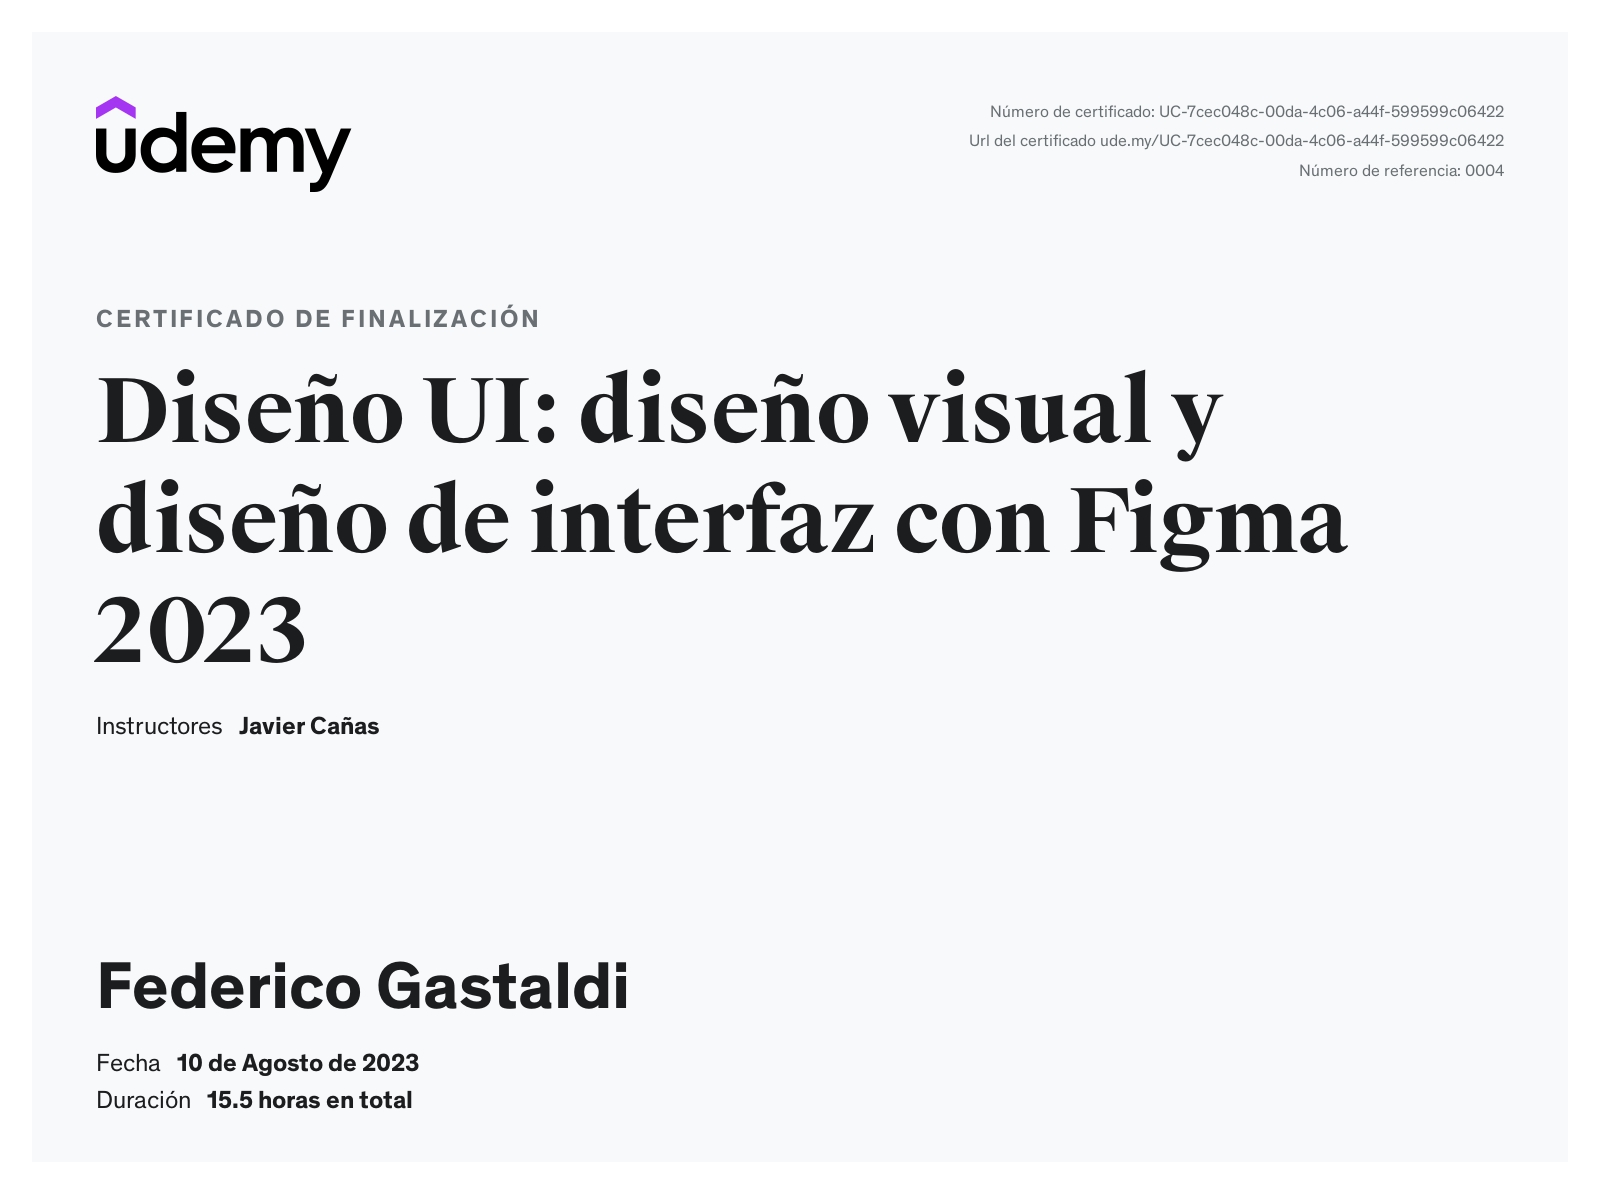 udemy
Número de certificado: UC-7cec048c-00da-4c06-a44f-599599c06422
Url del certificado ude.my/UC-7cec048c-00da-4c06-a44f-599599c06422
Número de referencia: 0004
CERTIFICADO DE FINALIZACIÓN
Diseño UI: diseño visual y
diseño de interfaz con Figma
2023
Instructores Javier Cañas
Federico Gastaldi
Fecha 10 de Agosto de 2023
Duración 15.5 horas en total